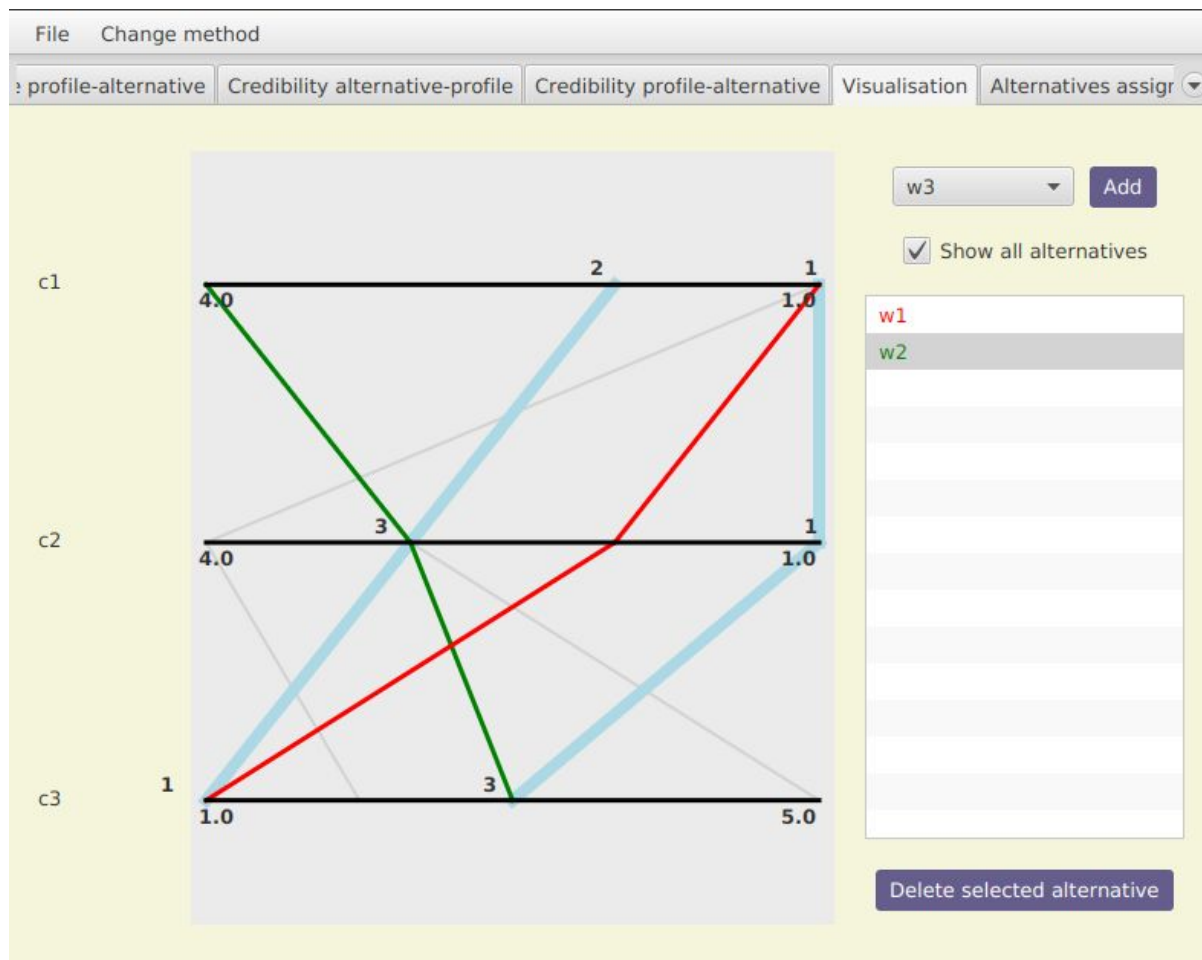 File Change method
profile-alternative Credibility alternative-profile Credibility profile-alternative Visualisation Alternatives assigr
w3 Add
Show all alternatives
c1 2 1
4.0 1.0
w1
w2
c2 3 1
4.0 1.0
c3 1 3
1.0 5.0
Delete selected alternative